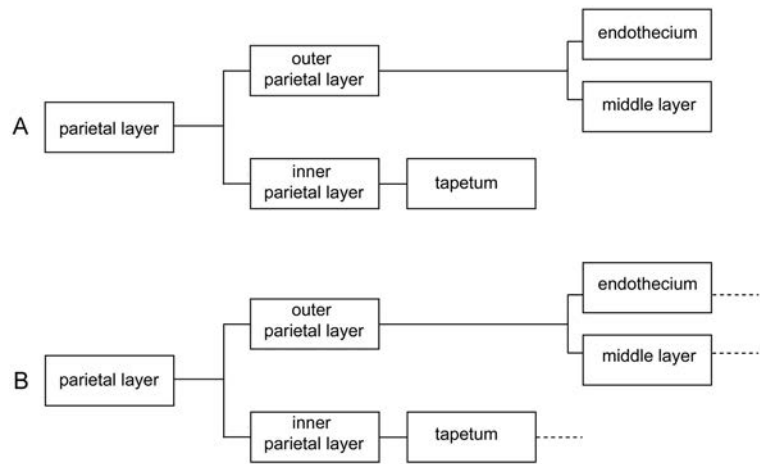 A
parietal layer
outer
parietal layer
endothecium
middle layer
inner
parietal layer
tapetum
B
parietal layer
outer
parietal layer
endothecium
middle layer
inner
parietal layer
tapetum